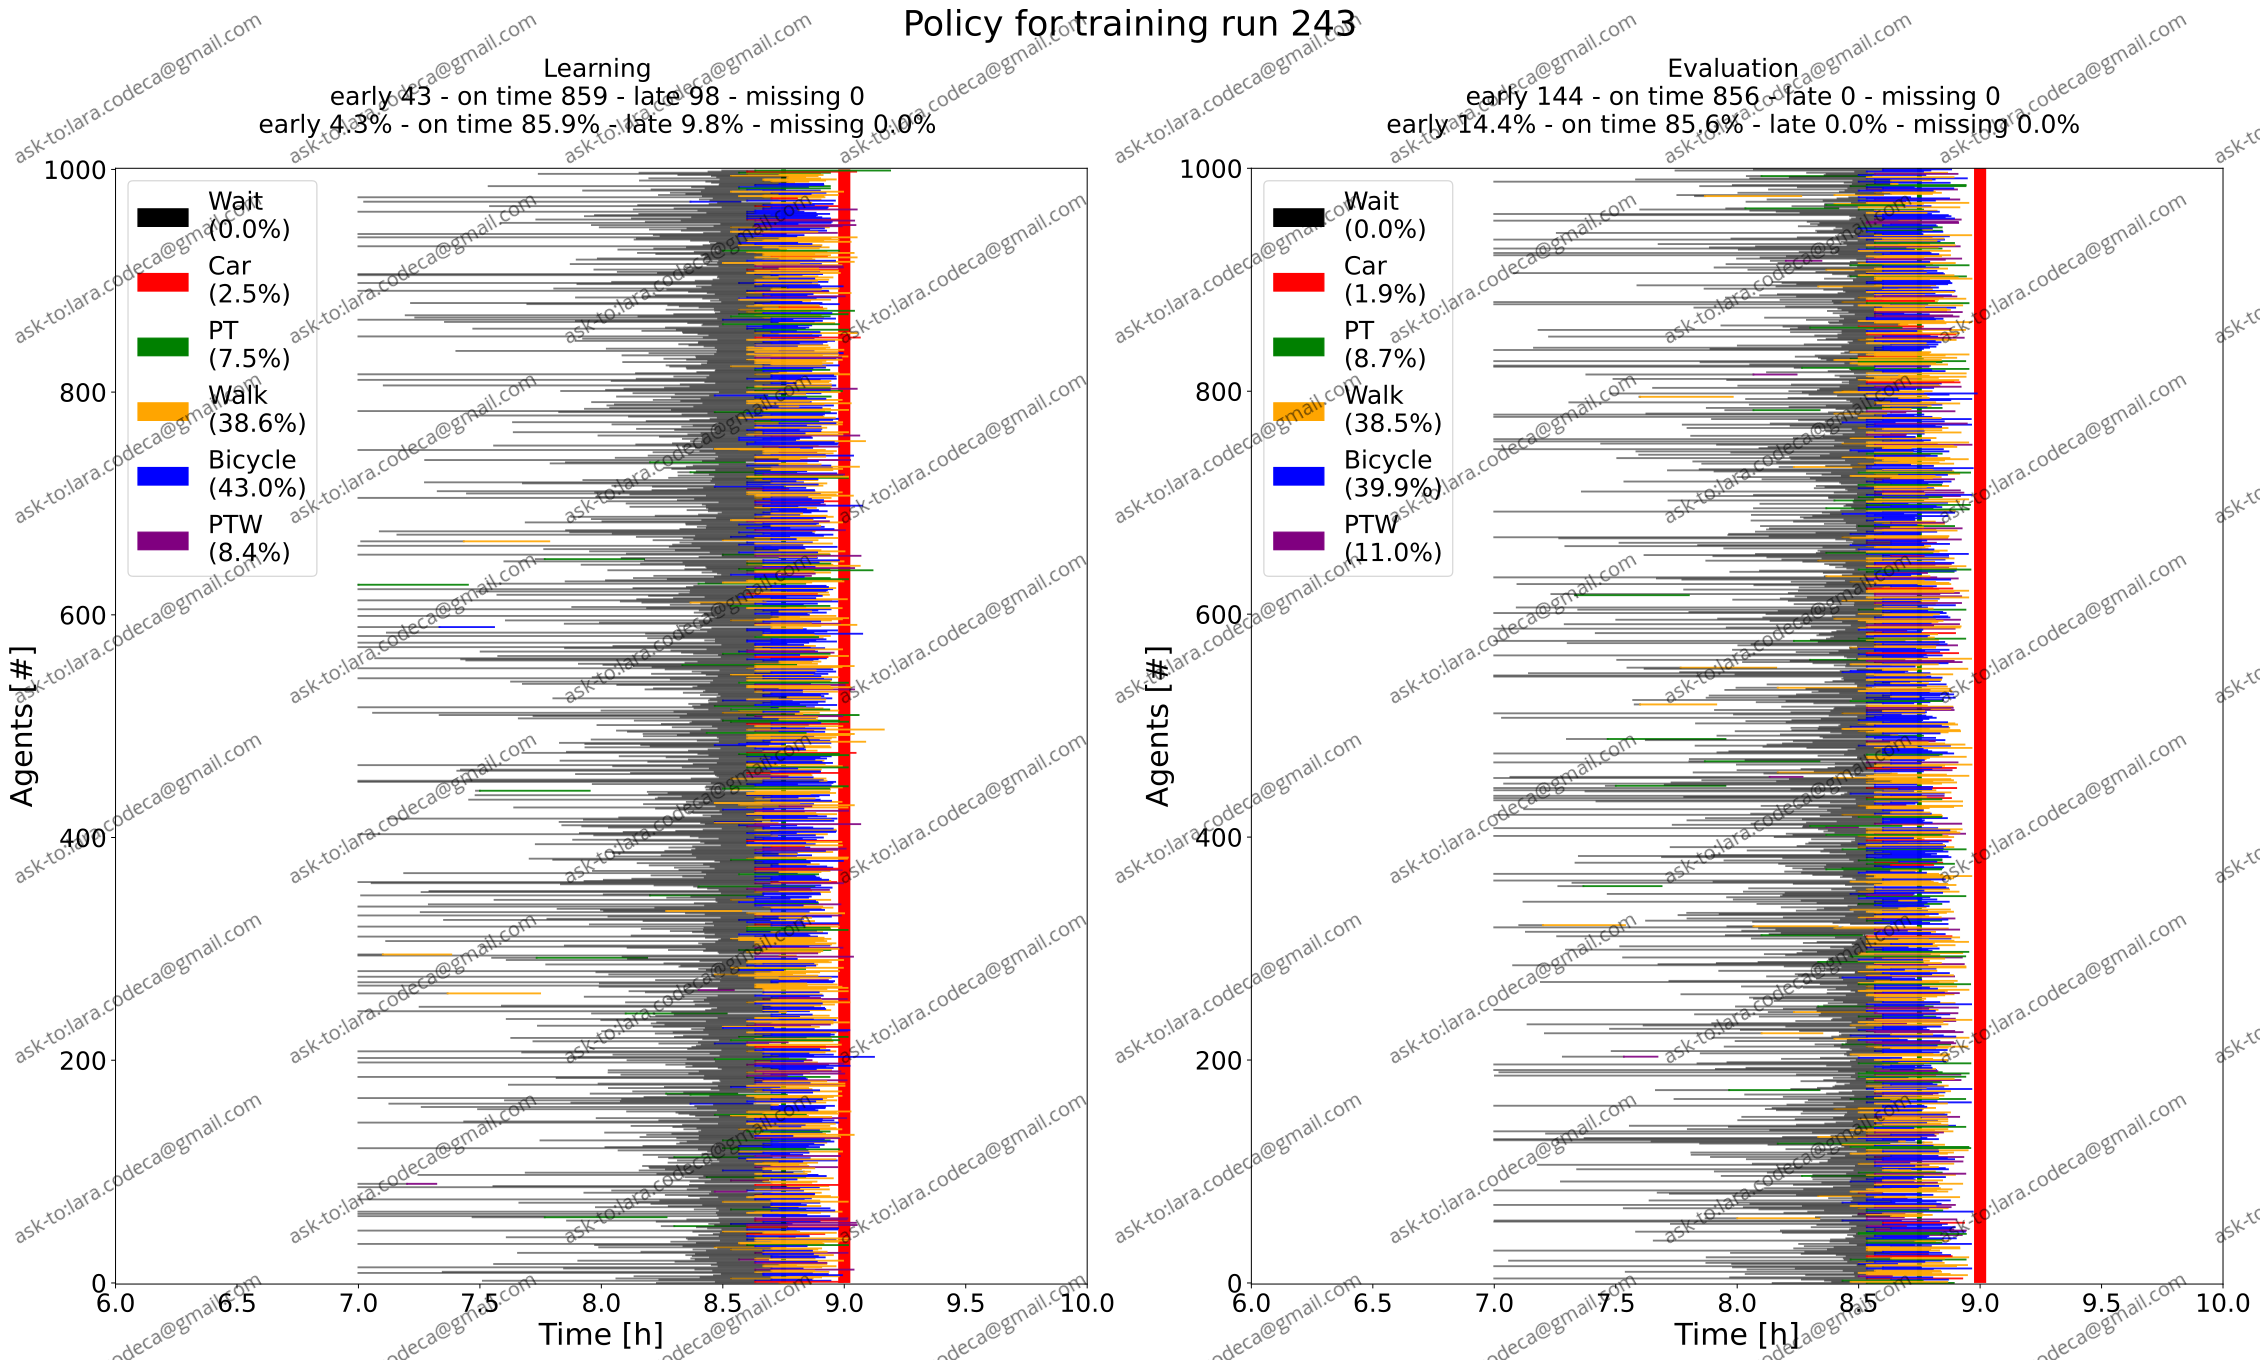 Policy for training run 243
Learning
early 43 - on time 859 - late 98 - missing 0
early 4.3% - on time 85.9% - late 9.8% - missing 0.0%
Wait
(0.0%)
Car
(2.5%)
PT
(7.5%)
Walk
(38.6%)
Bicycle
(43.0%)
PTW
(8.4%)
Agents [#]
1000
800
600
400
200
0
6.0 6.5 7.0 7.5 8.0 8.5 9.0 9.5 10.0
Time [h]
Evaluation
early 144 - on time 856 - late 0 - missing 0
early 14.4% - on time 85.6% - late 0.0% - missing 0.0%
Wait
(0.0%)
Car
(1.9%)
PT
(8.7%)
Walk
(38.5%)
Bicycle
(39.9%)
PTW
(11.0%)
Agents [#]
1000
800
600
400
200
0
6.0 6.5 7.0 7.5 8.0 8.5 9.0 9.5 10.0
Time [h]
ask-to:lara.codeca@gmail.com